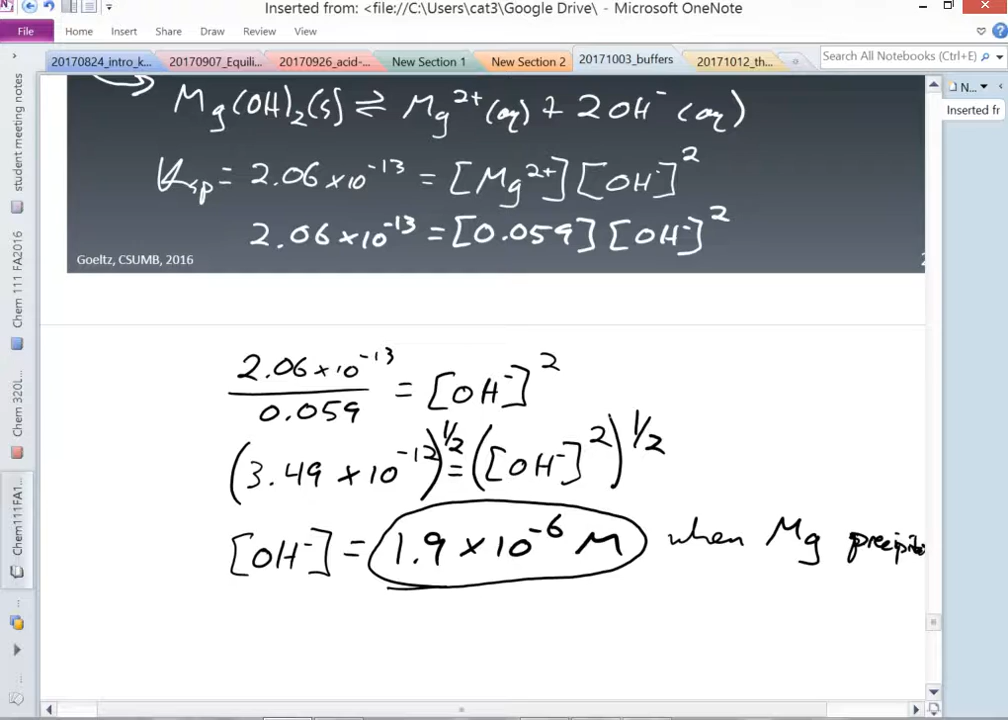 Inserted from: <file://C:\Users\cat3\Google Drive\ - Microsoft OneNote
File Home Insert Share Draw History Review View
20170824_intro_k... 20170907_Equili... 20170926_acid-... New Section 1 New Section 2 20171003_buffers 20171012_th... Search All Notebooks (Ctrl+E)
N...
Inserted fr
student meeting notes
Chem 111 FA2016
Chem 320L
Chem111FA1
Mg(OH)₂(s) ⇌ Mg²⁺(aq) + 2OH⁻(aq)
Ksp = 2.06×10⁻¹³ = [Mg²⁺][OH⁻]²
2.06×10⁻¹³ = [0.059][OH⁻]²
Goeltz, CSUMB, 2016
2.06×10⁻¹³ / 0.059 = [OH⁻]²
(3.49 × 10⁻¹²)^1/2 = ([OH⁻]²)^1/2
[OH⁻] = 1.9 × 10⁻⁶ M when Mg